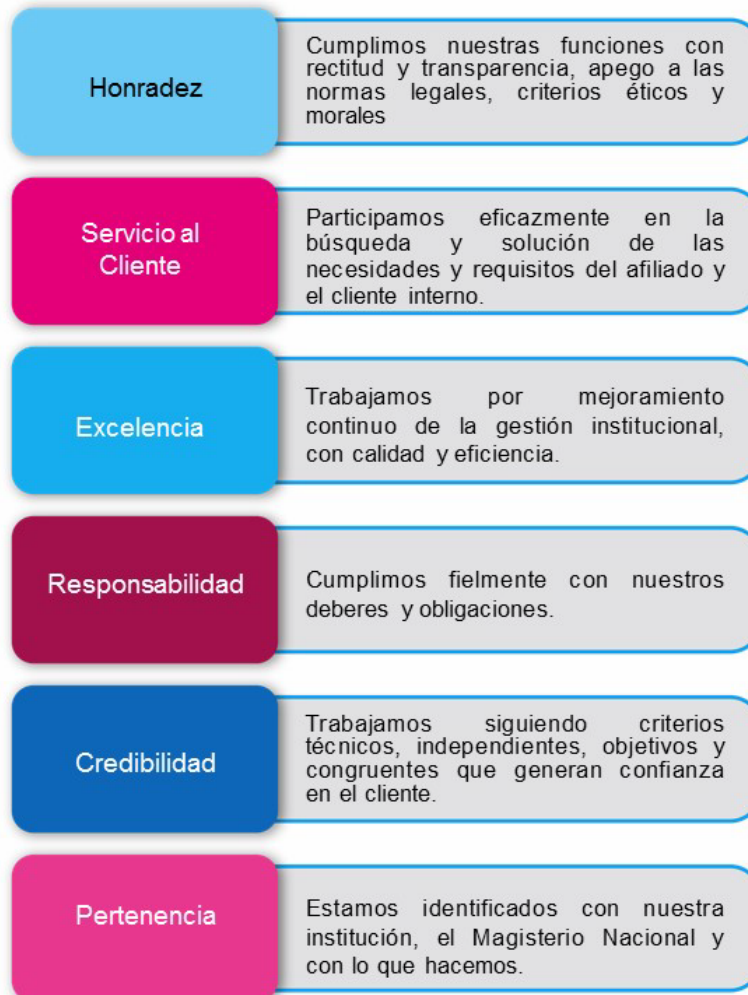 Honradez
Cumplimos nuestras funciones con
rectitud y transparencia, apego a las
normas legales, criterios éticos y
morales
Servicio al
Cliente
Participamos eficazmente en la
búsqueda y solución de las
necesidades y requisitos del afiliado y
el cliente interno.
Excelencia
Trabajamos por mejoramiento
continuo de la gestión institucional,
con calidad y eficiencia.
Responsabilidad
Cumplimos fielmente con nuestros
deberes y obligaciones.
Credibilidad
Trabajamos siguiendo criterios
técnicos, independientes, objetivos y
congruentes que generan confianza
en el cliente.
Pertenencia
Estamos identificados con nuestra
institución, el Magisterio Nacional y
con lo que hacemos.